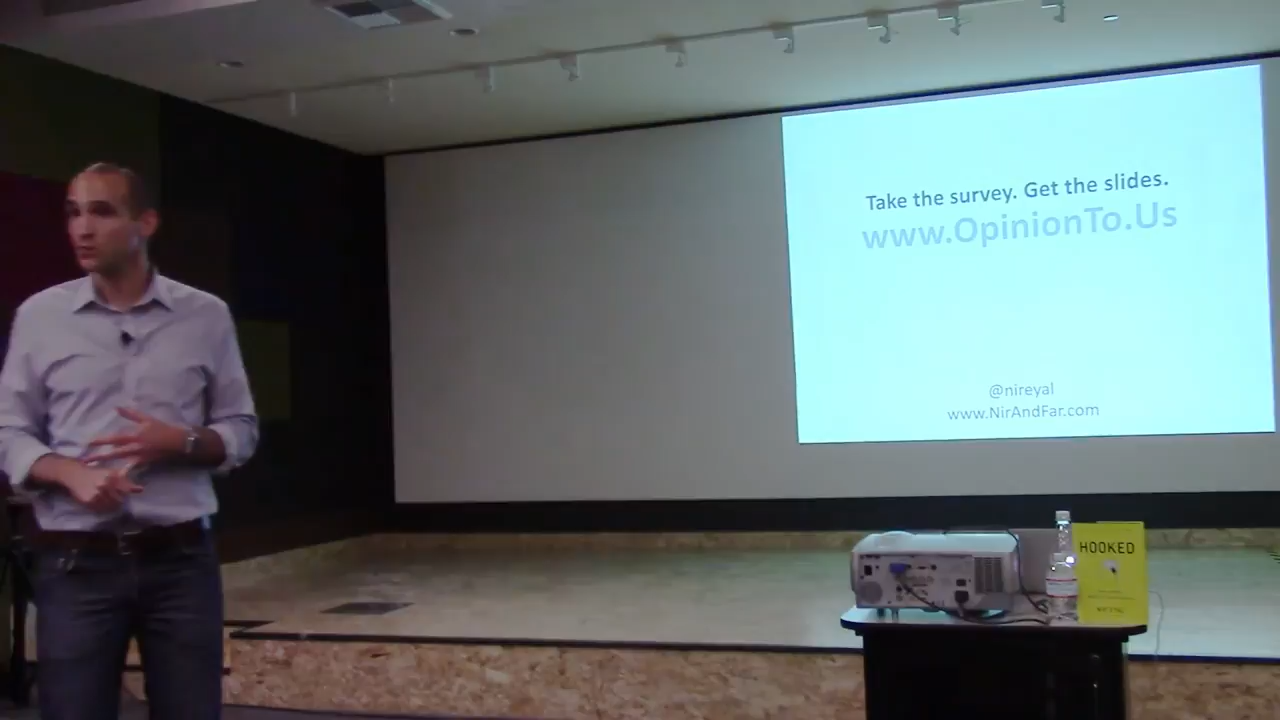 Take the survey. Get the slides.
www.OpinionTo.Us
@nireyal
www.NirAndFar.com
HOOKED